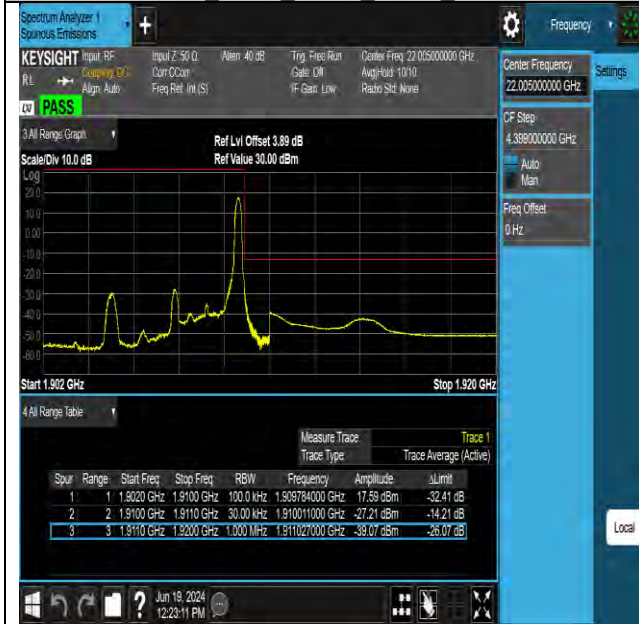 Spectrum Analyzer 1
Spurious Emissions
Frequency
KEYSIGHT Input: RF
Coupling: DC
Align: Auto
Input Z: 50 Ω
Corr CCorr
Freq Ref: Int (S)
Atten: 40 dB
Trig: Free Run
Gate: Off
IF Gain: Low
Center Freq: 22.005000000 GHz
Avg|Hold: 10/10
Radio Std: None
RL
PASS
Center Frequency
22.005000000 GHz
Settings
CF Step
4.399000000 GHz
Auto
Man
Freq Offset
0 Hz
3 All Range Graph
Scale/Div 10.0 dB
Ref Lvl Offset 3.89 dB
Ref Value 30.00 dBm
Log
20.0
10.0
0.00
-10.0
-20.0
-30.0
-40.0
-50.0
-60.0
Start 1.902 GHz
Stop 1.920 GHz
4 All Range Table
Measure Trace Trace 1
Trace Type Trace Average (Active)
Spur Range Start Freq Stop Freq RBW Frequency Amplitude ΔLimit
1 1 1.9020 GHz 1.9100 GHz 100.0 kHz 1.909784000 GHz 17.59 dBm -32.41 dB
2 2 1.9100 GHz 1.9110 GHz 30.00 kHz 1.910011000 GHz -27.21 dBm -14.21 dB
3 3 1.9110 GHz 1.9200 GHz 1.000 MHz 1.911027000 GHz -39.07 dBm -26.07 dB
Local
?
Jun 19, 2024
12:23:11 PM